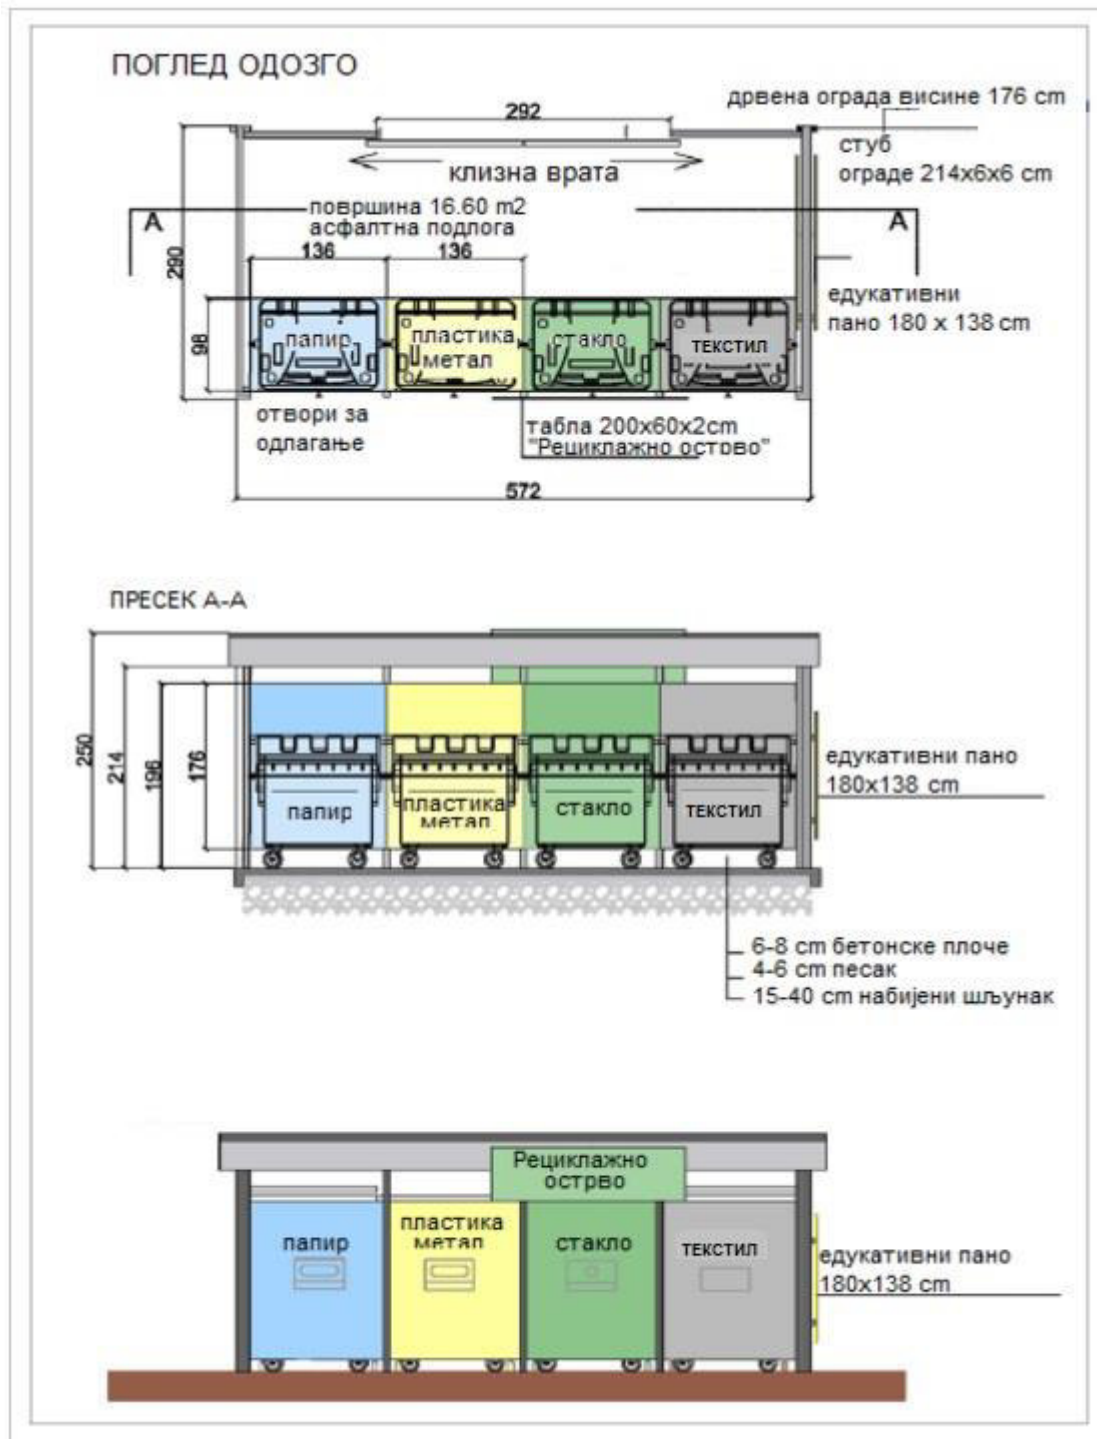 ПОГЛЕД ОДОЗГО
дрвена ограда висине 176 cm
292
стуб
ограде 214x6x6 cm
клизна врата
површина 16.60 m2
асфалтна подлога
A
A
136
136
290
98
едукативни
пано 180 x 138 cm
папир
пластика
метал
стакло
ТЕКСТИЛ
отвори за
одлагање
табла 200x60x2cm
"Рециклажно острво"
572
ПРЕСЕК А-А
250
214
196
176
едукативни пано
180x138 cm
папир
пластика
метал
стакло
ТЕКСТИЛ
6-8 cm бетонске плоче
4-6 cm песак
15-40 cm набијени шљунак
Рециклажно
острво
папир
пластика
метал
стакло
ТЕКСТИЛ
едукативни пано
180x138 cm